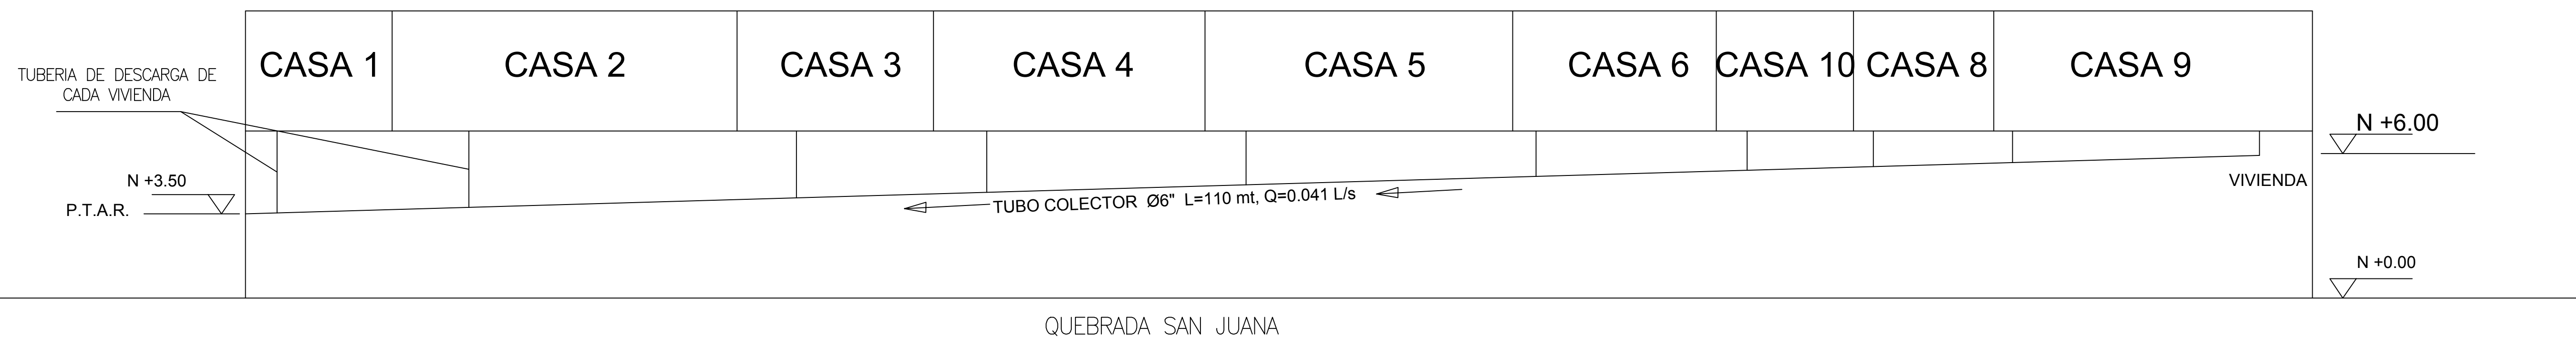 CASA 1
CASA 2
CASA 3
CASA 4
CASA 5
CASA 6
CASA 10
CASA 8
CASA 9
TUBERIA DE DESCARGA DE
CADA VIVIENDA
N +6.00
N +3.50
P.T.A.R.
VIVIENDA
TUBO COLECTOR Ø6" L=110 mt, Q=0.041 L/s
N +0.00
QUEBRADA SAN JUANA